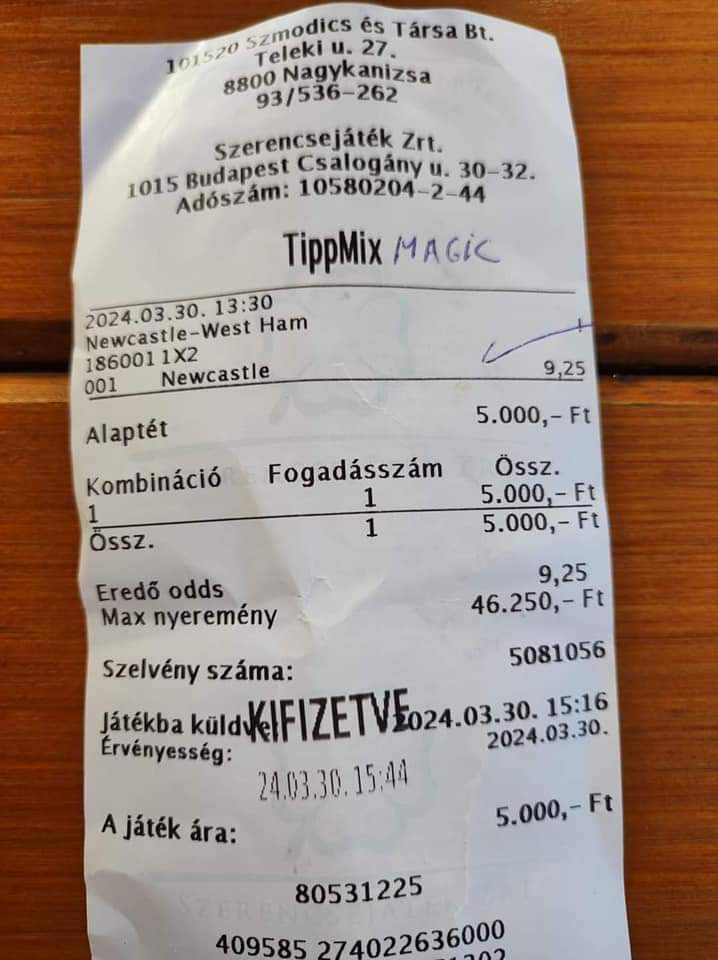 101520 Szmodics és Társa Bt.
Teleki u. 27.
8800 Nagykanizsa
93/536-262
Szerencsejáték Zrt.
1015 Budapest Csalogány u. 30-32.
Adószám: 10580204-2-44
TippMix MAGIC
2024.03.30. 13:30
Newcastle-West Ham
186001 1X2
001 Newcastle 9,25
Alaptét 5.000,- Ft
Kombináció Fogadásszám Össz.
1 1 5.000,- Ft
Össz. 1 5.000,- Ft
Eredő odds 9,25
Max nyeremény 46.250,- Ft
Szelvény száma: 5081056
Játékba küldve: 2024.03.30. 15:16
KIFIZETVE
Érvényesség: 2024.03.30.
24.03.30. 15:44
A játék ára: 5.000,- Ft
80531225
409585 274022636000